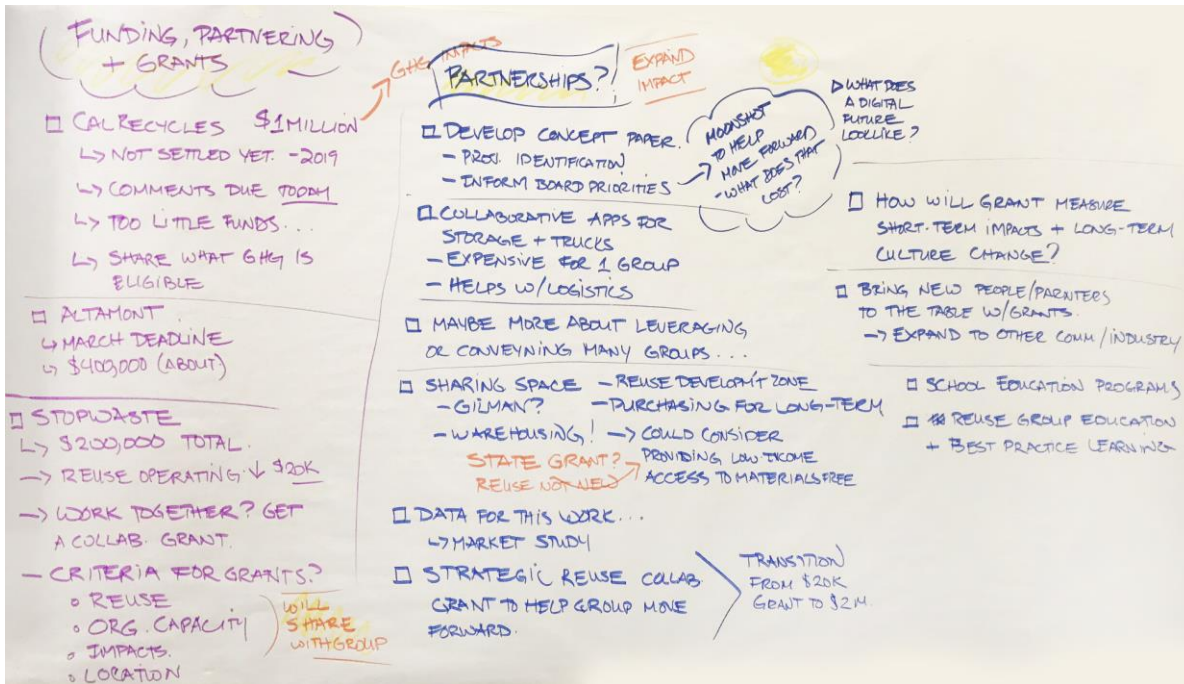 FUNDING, PARTNERING
+ GRANTS
GHG IMPACTS
☐ CALRECYCLES $1 MILLION
↳ NOT SETTLED YET. - 2019
↳ COMMENTS DUE TODAY
↳ TOO LITTLE FUNDS...
↳ SHARE WHAT GHG IS
ELIGIBLE
☐ ALTAMONT
↳ MARCH DEADLINE
↳ $400,000 (ABOUT)
☐ STOPWASTE
↳ $200,000 TOTAL.
→ REUSE OPERATING ↓ $20K
→ WORK TOGETHER? GET
A COLLAB. GRANT.
- CRITERIA FOR GRANTS?
○ REUSE
○ ORG. CAPACITY
○ IMPACTS.
○ LOCATION
WILL
SHARE
WITH GROUP
PARTNERSHIPS?
EXPAND
IMPACT
☐ DEVELOP CONCEPT PAPER.
- IDENTIFICATION
- INFORM BOARD PRIORITIES →
MOONSHOT
TO HELP
MOVE FORWARD
- WHAT DOES THAT
COST?
▷ WHAT DOES
A DIGITAL
FUTURE
LOOKLIKE?
☐ COLLABORATIVE APPS FOR
STORAGE + TRUCKS
- EXPENSIVE FOR 1 GROUP
- HELPS W/LOGISTICS
☐ MAYBE MORE ABOUT LEVERAGING
OR CONVEYNING MANY GROUPS...
☐ SHARING SPACE - REUSE DEVELOPM'T ZONE
- GILMAN? - PURCHASING FOR LONG-TERM
- WAREHOUSING! → COULD CONSIDER
PROVIDING LOW INCOME
ACCESS TO MATERIALS FREE
STATE GRANT?
REUSE NOT NEW
☐ DATA FOR THIS WORK...
↳ MARKET STUDY
☐ STRATEGIC REUSE COLLAB
GRANT TO HELP GROUP MOVE
FORWARD.
TRANSITION
FROM $20K
GRANT TO $2M.
☐ HOW WILL GRANT MEASURE
SHORT-TERM IMPACTS + LONG-TERM
CULTURE CHANGE?
☐ BRING NEW PEOPLE/PARNTEERS
TO THE TABLE W/GRANTS.
→ EXPAND TO OTHER COMM/INDUSTRY
☐ SCHOOL EDUCATION PROGRAMS
☐ REUSE GROUP EDUCATION
+ BEST PRACTICE LEARNING